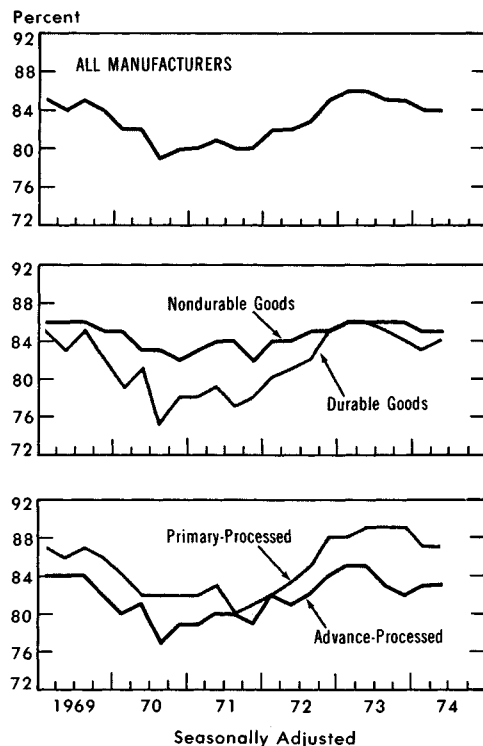 Percent
92
ALL MANUFACTURERS
88
84
80
76
72
92
88
Nondurable Goods
84
80
Durable Goods
76
72
92
88
Primary-Processed
84
80
Advance-Processed
76
72
1969 70 71 72 73 74
Seasonally Adjusted